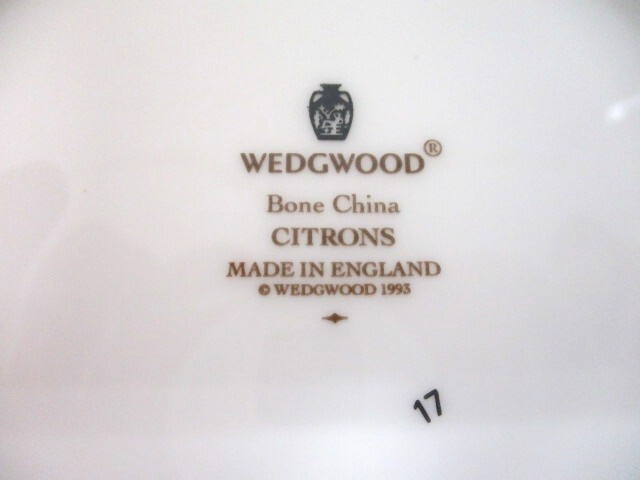 WEDGWOOD®
Bone China
CITRONS
MADE IN ENGLAND
© WEDGWOOD 1993
17